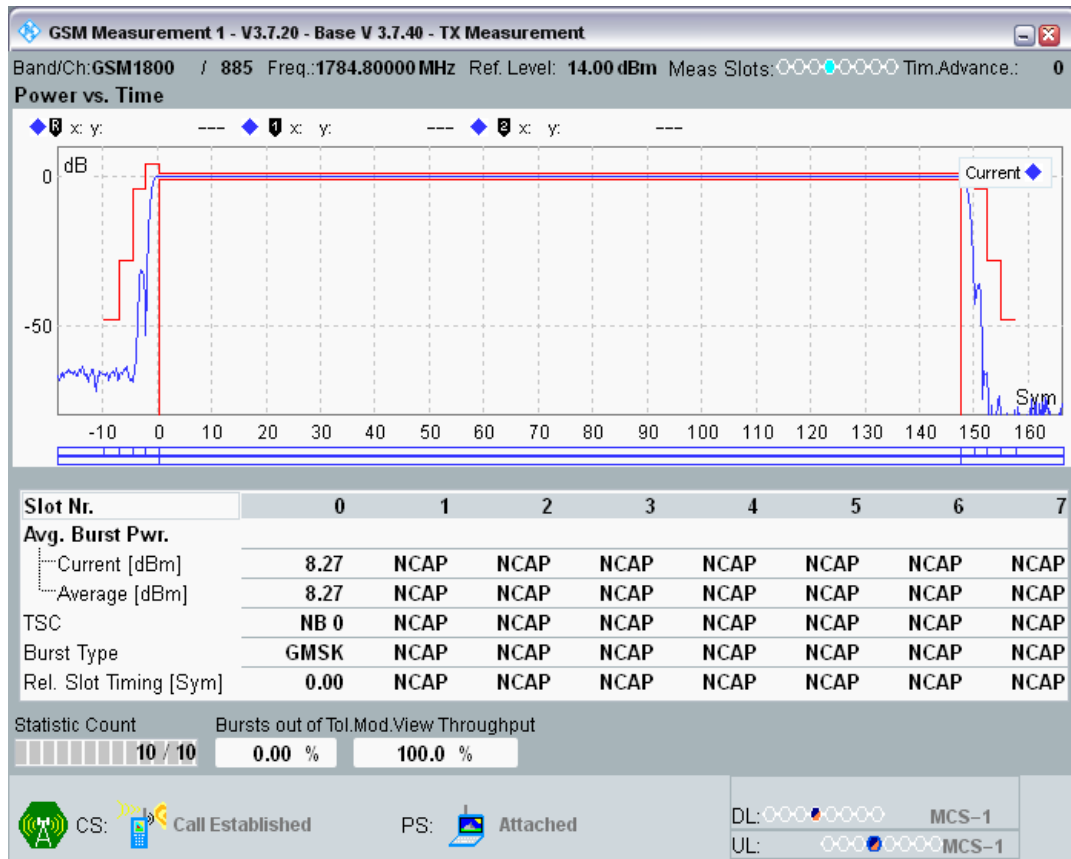 GSM Measurement 1 - V3.7.20 - Base V 3.7.40 - TX Measurement
Band/Ch:GSM1800 / 885 Freq.:1784.80000 MHz Ref. Level: 14.00 dBm Meas Slots: Tim.Advance.: 0
Power vs. Time
R x: y: --- 1 x: y: --- 2 x: y: ---
dB
Current
0
-50
Sym
-10 0 10 20 30 40 50 60 70 80 90 100 110 120 130 140 150 160
Slot Nr. 0 1 2 3 4 5 6 7
Avg. Burst Pwr.
Current [dBm] 8.27 NCAP NCAP NCAP NCAP NCAP NCAP NCAP
Average [dBm] 8.27 NCAP NCAP NCAP NCAP NCAP NCAP NCAP
TSC NB 0 NCAP NCAP NCAP NCAP NCAP NCAP NCAP
Burst Type GMSK NCAP NCAP NCAP NCAP NCAP NCAP NCAP
Rel. Slot Timing [Sym] 0.00 NCAP NCAP NCAP NCAP NCAP NCAP NCAP
Statistic Count Bursts out of Tol. Mod.View Throughput
10 / 10 0.00 % 100.0 %
CS: Call Established PS: Attached DL: MCS-1
UL: MCS-1